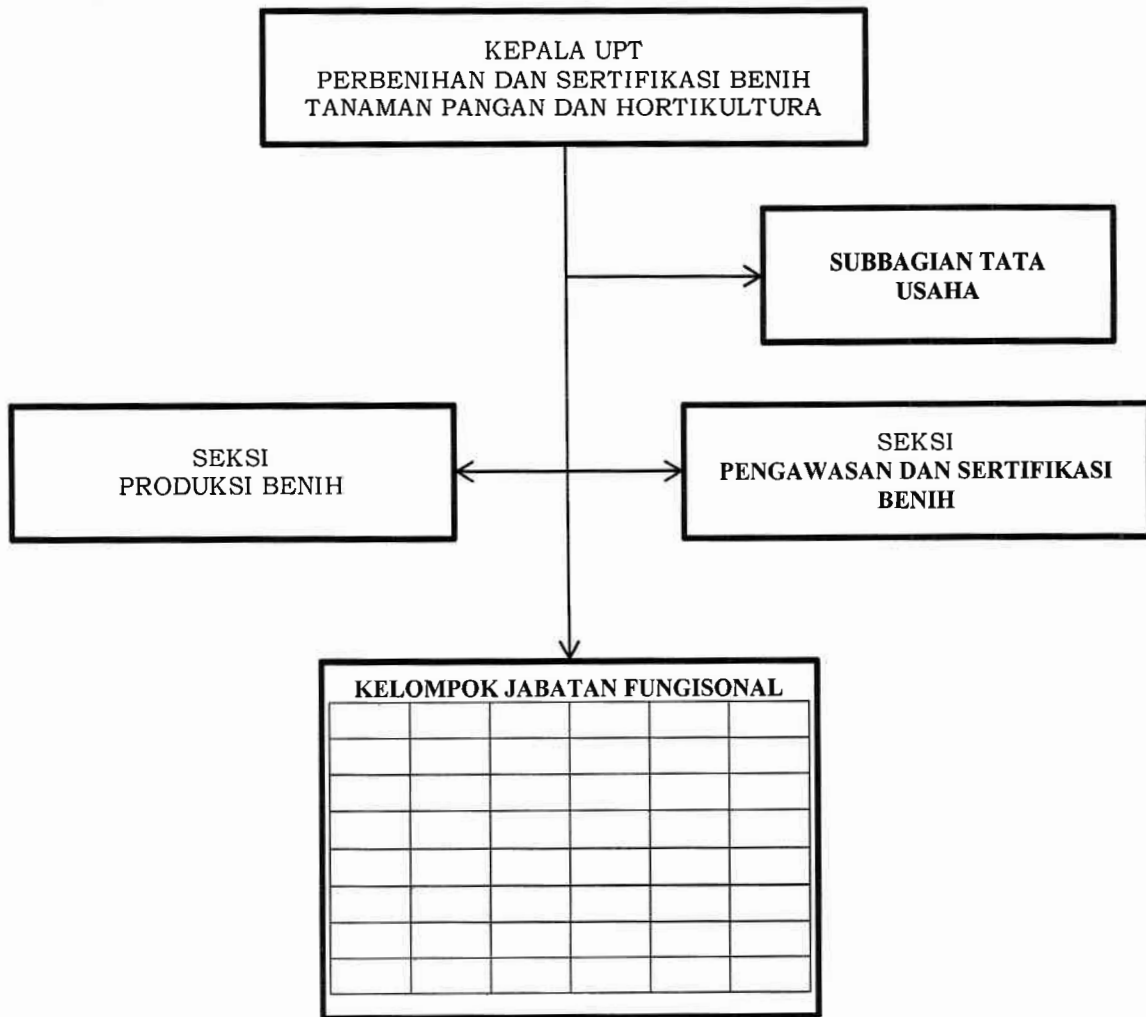 KEPALA UPT
PERBENIHAN DAN SERTIFIKASI BENIH
TANAMAN PANGAN DAN HORTIKULTURA
SUBBAGIAN TATA
USAHA
SEKSI
PRODUKSI BENIH
SEKSI
PENGAWASAN DAN SERTIFIKASI
BENIH
KELOMPOK JABATAN FUNGISONAL